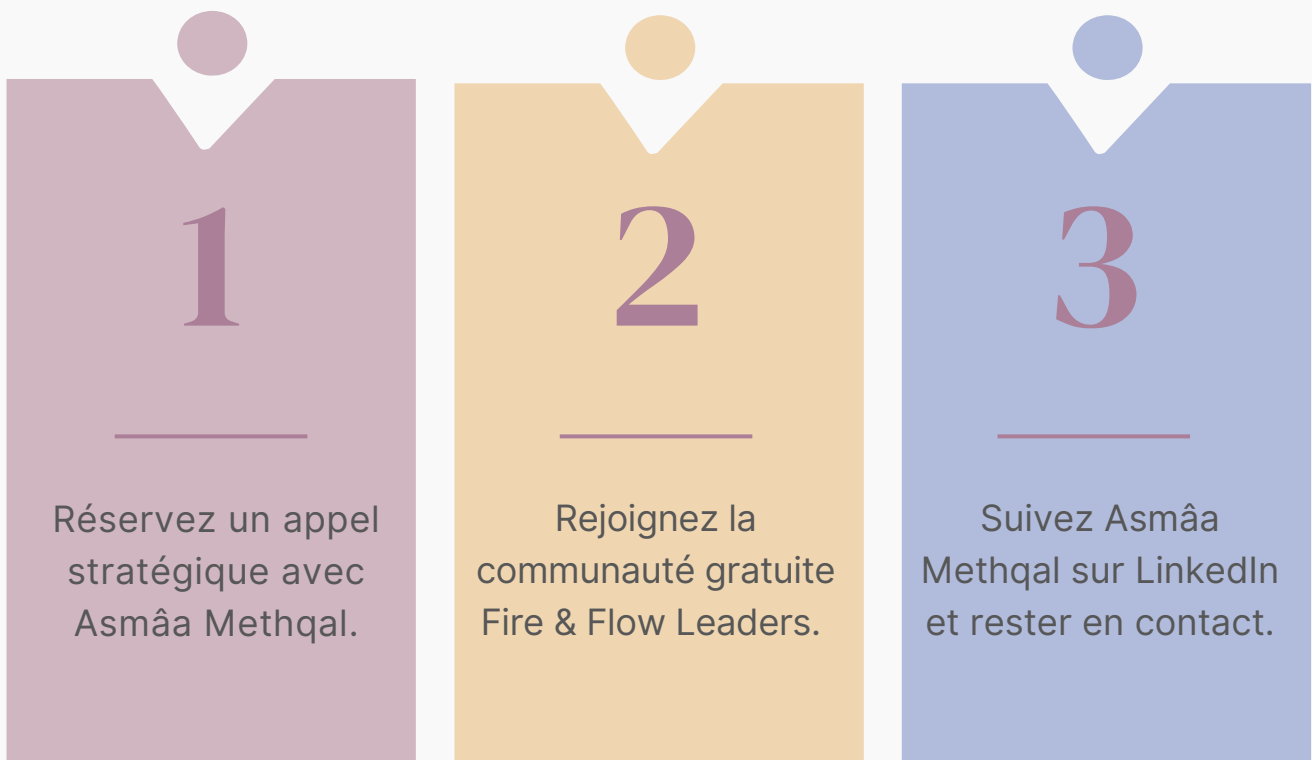 1
Réservez un appel
stratégique avec
Asmâa Methqal.
2
Rejoignez la
communauté gratuite
Fire & Flow Leaders.
3
Suivez Asmâa
Methqal sur LinkedIn
et rester en contact.